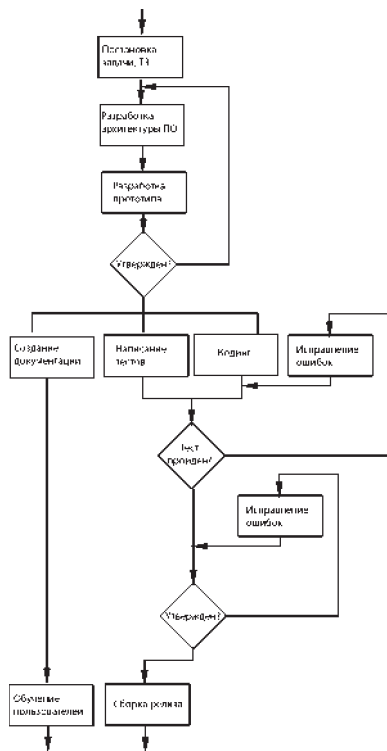 Постановка
задачи, ТЗ
Разработка
архитектуры ПО
Разработка
прототипа
Утвержден?
Создание
документации
Написание
тестов
Кодинг
Исправление
ошибок
Тест
пройден?
Исправление
ошибок
Утвержден?
Обучение
пользователей
Сборка релиза